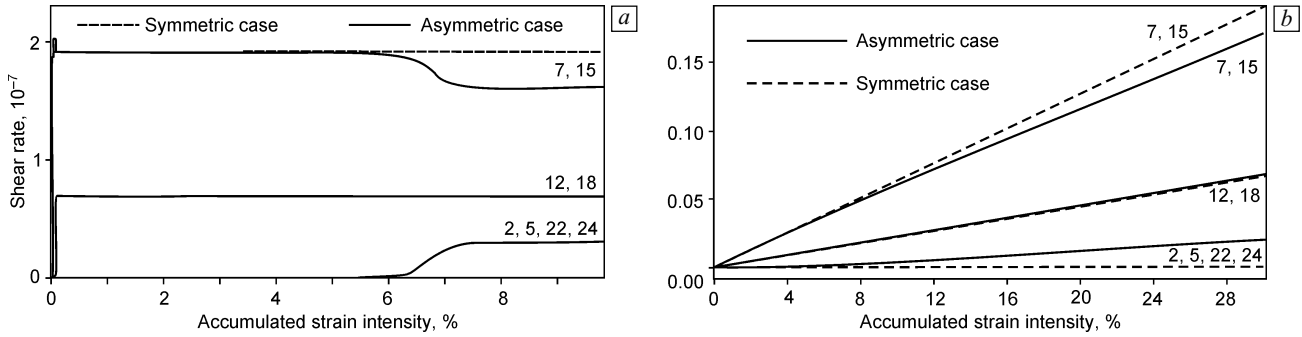 Symmetric case
Asymmetric case
a
2
1
0
Shear rate, 10⁻⁷
7, 15
12, 18
2, 5, 22, 24
0 2 4 6 8
Accumulated strain intensity, %
b
Asymmetric case
Symmetric case
0.15
0.10
0.05
0.00
7, 15
7, 15
12, 18
2, 5, 22, 24
0 4 8 12 16 20 24 28
Accumulated strain intensity, %